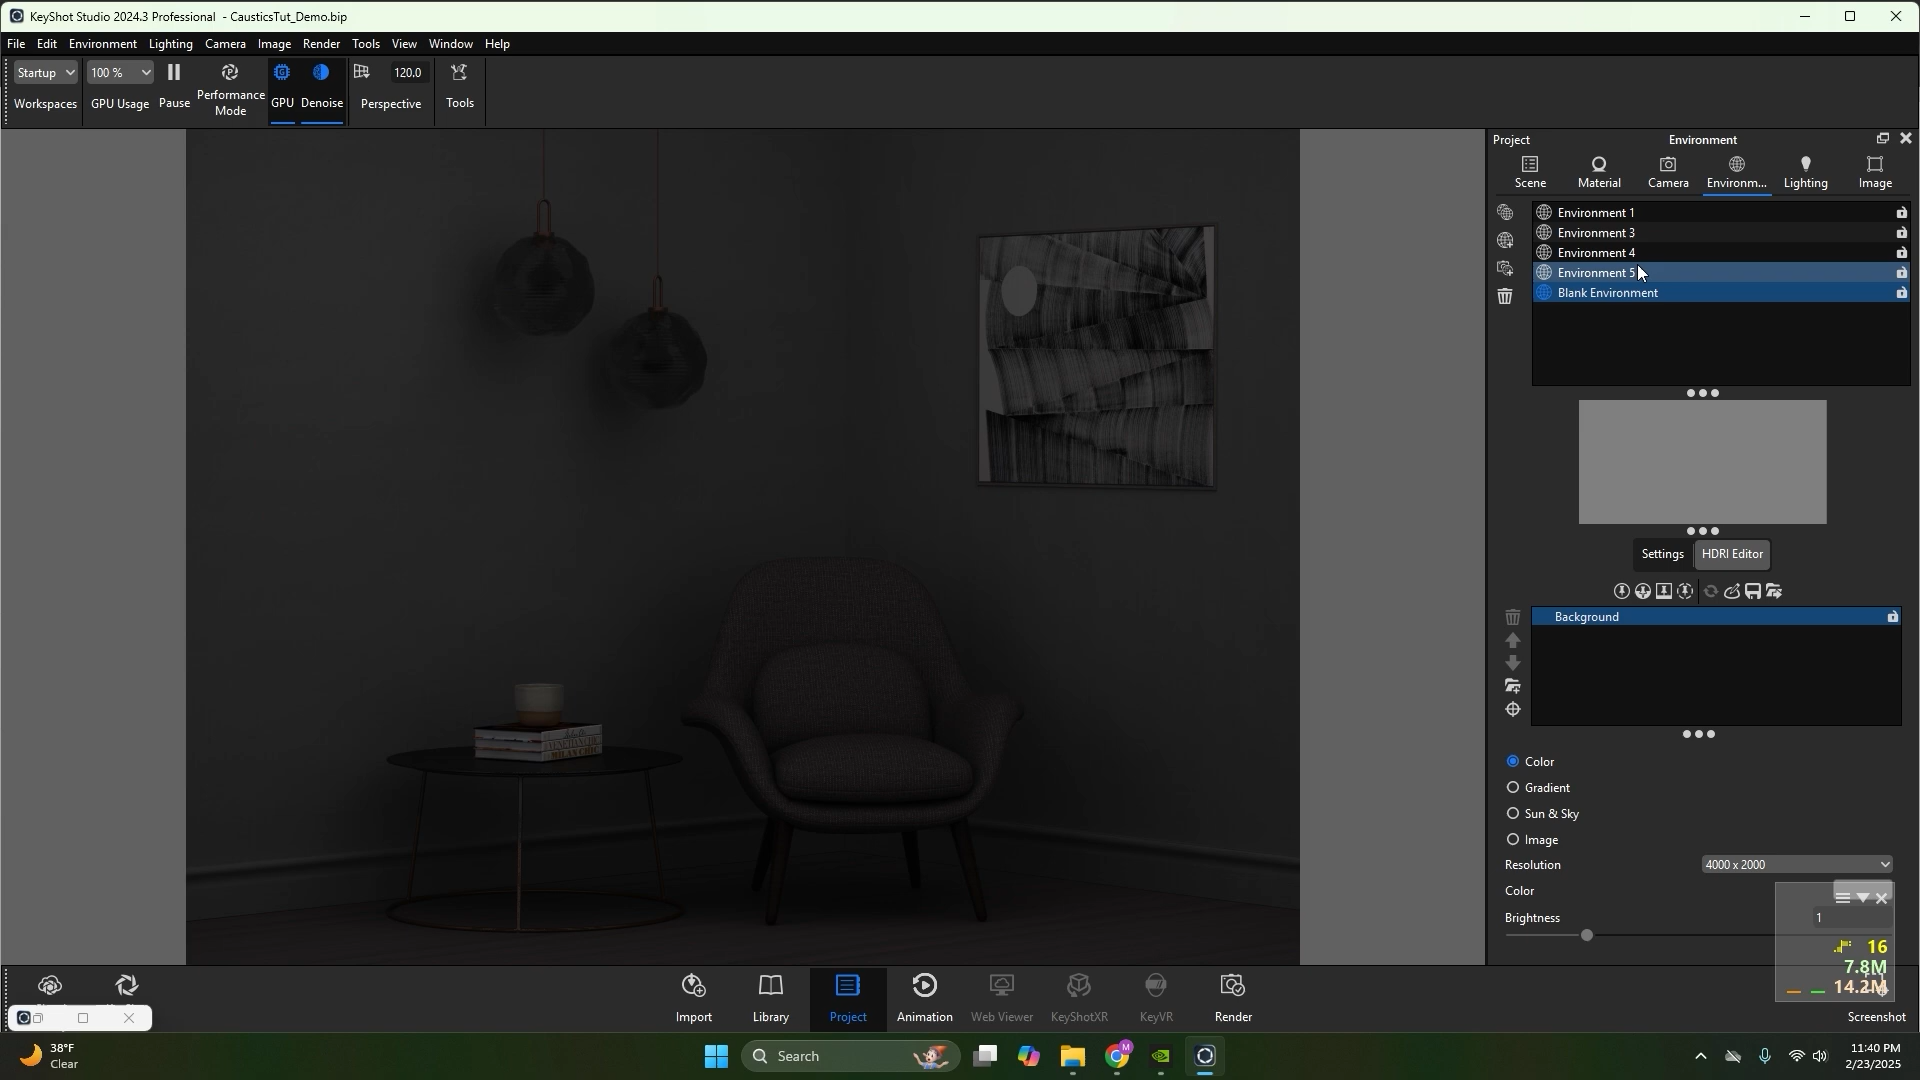 KeyShot Studio 2024.3 Professional - CausticsTut_Demo.bip
File Edit Environment Lighting Camera Image Render Tools View Window Help
Startup 100 % 120.0
Workspaces GPU Usage Pause Performance Mode GPU Denoise Perspective Tools
Project Environment
Scene Material Camera Environm... Lighting Image
Environment 1
Environment 3
Environment 4
Environment 5
Blank Environment
Settings HDRI Editor
Background
Color
Gradient
Sun & Sky
Image
Resolution 4000 x 2000
Color
Brightness 1
16
7.8M
14.2M
MILAN CHIC
Import Library Project Animation Web Viewer KeyShotXR KeyVR Render Screenshot
38°F
Clear
Search
11:40 PM
2/23/2025